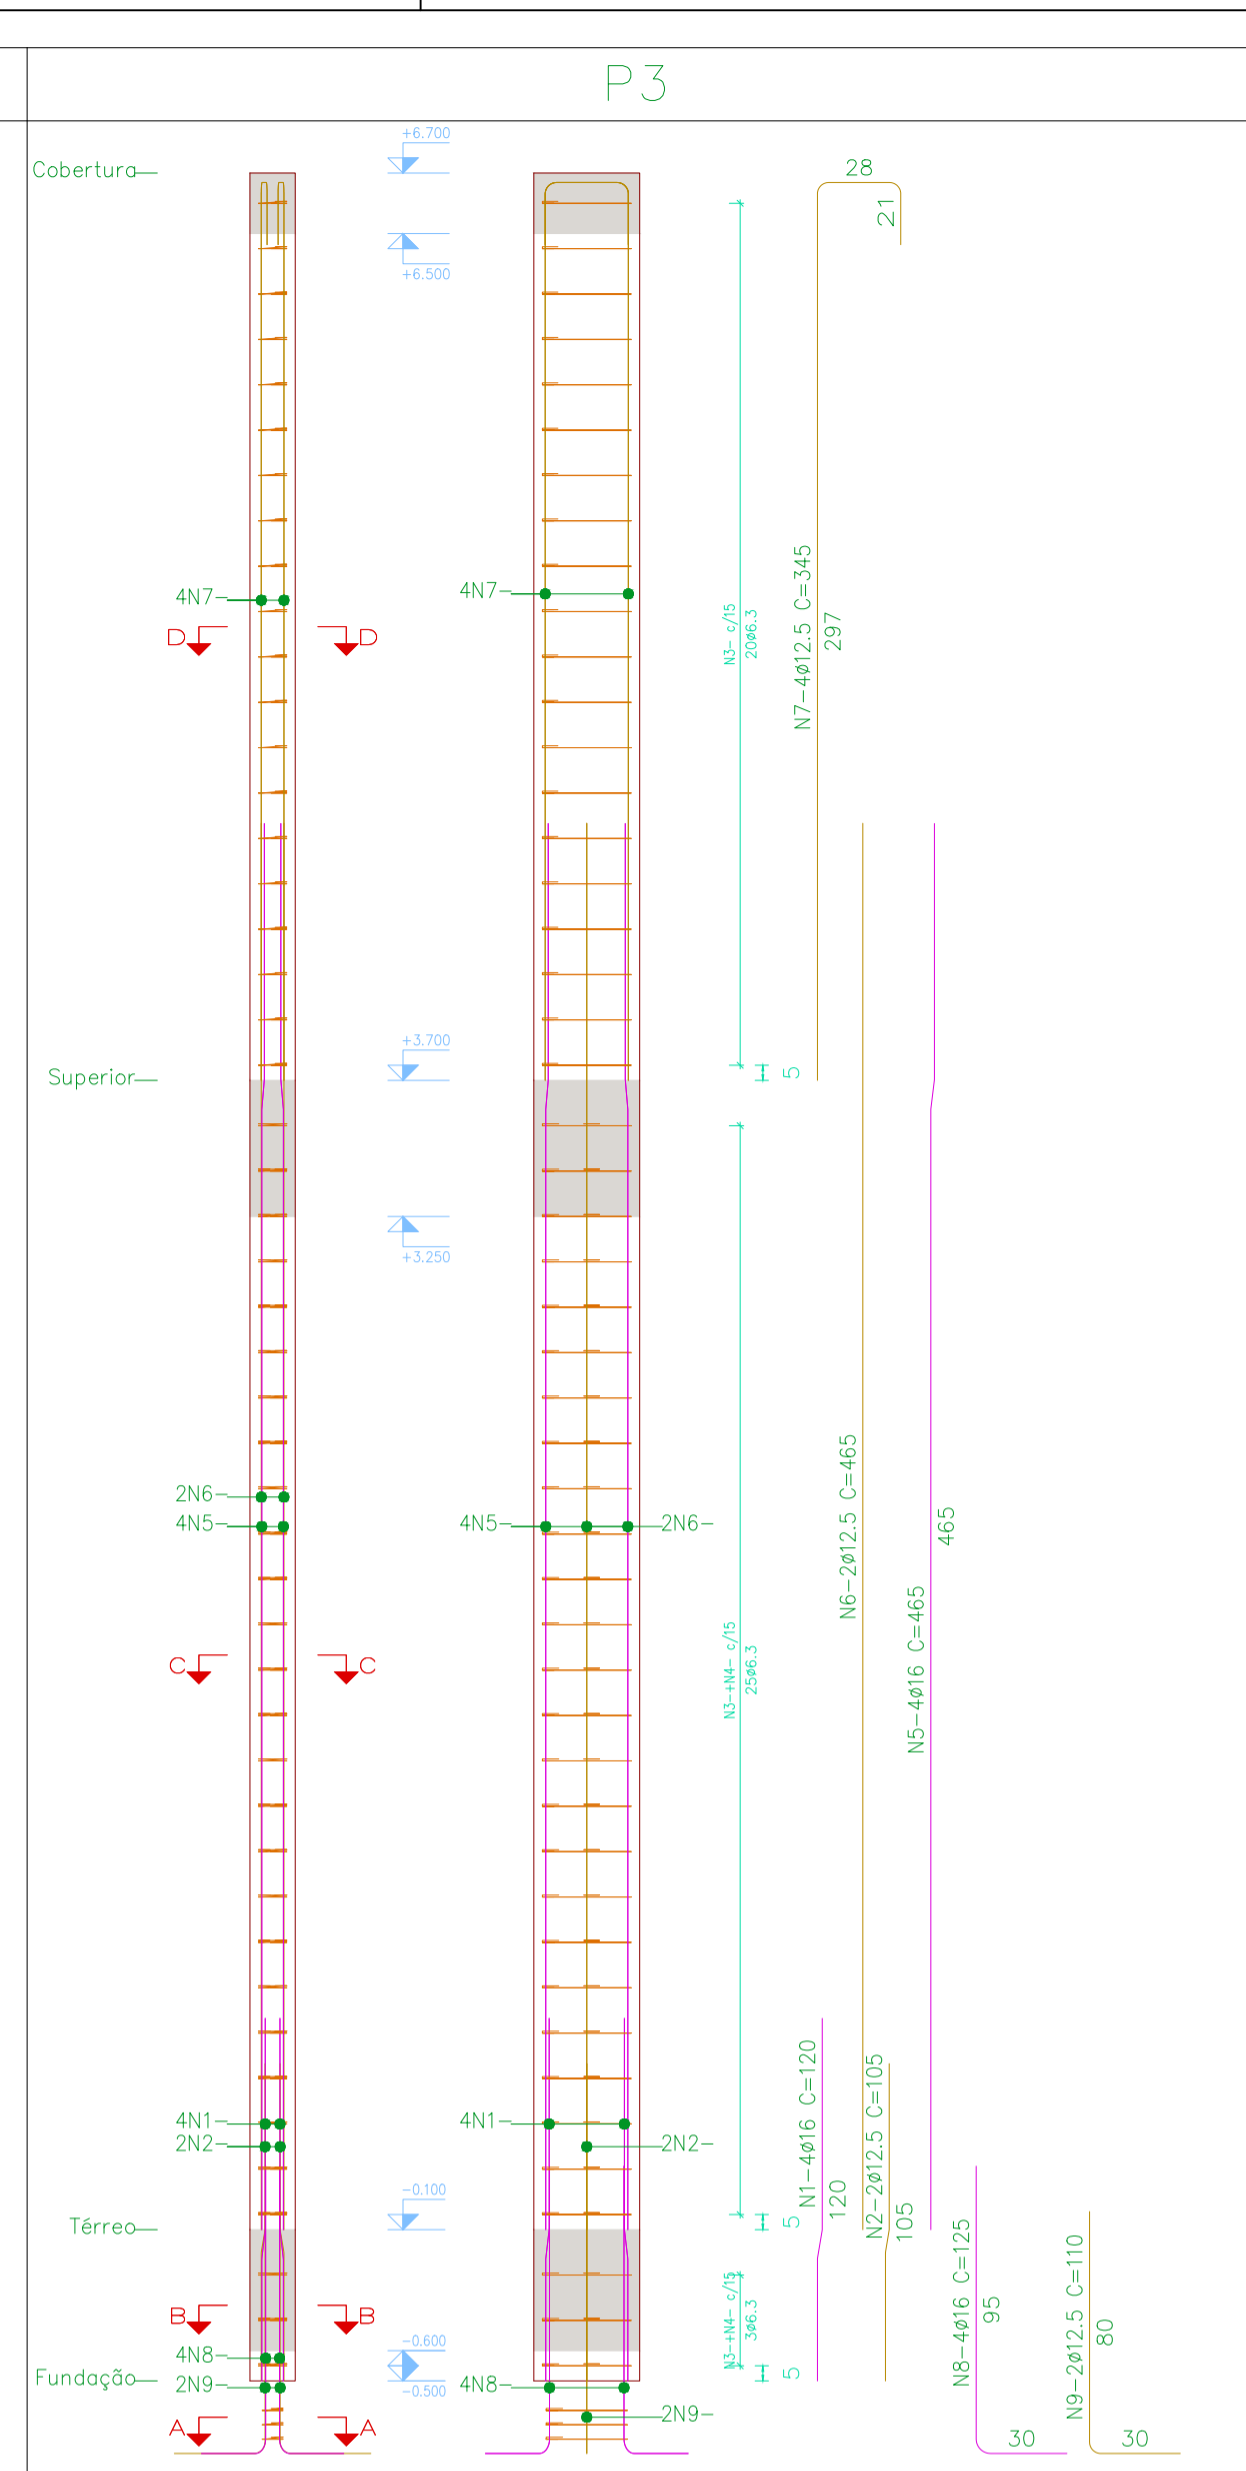 P3
+6.700
Cobertura
28
21
+6.500
4N7
4N7
N3- c/15
20ø6.3
N7-4ø12.5 C=345
297
D
D
+3.700
Superior
5
+3.250
2N6
4N5
4N5
2N6
N6-2ø12.5 C=465
465
N5-4ø16 C=465
C
C
N3-+N4- c/15
25ø6.3
4N1
2N2
4N1
2N2
N1-4ø16 C=120
120
N2-2ø12.5 C=105
105
-0.100
Térreo
5
B
B
N3-+N4- c/15
3ø6.3
N8-4ø16 C=125
95
N9-2ø12.5 C=110
80
-0.600
4N8
Fundação
2N9
-0.500
4N8
5
2N9
A
A
30
30